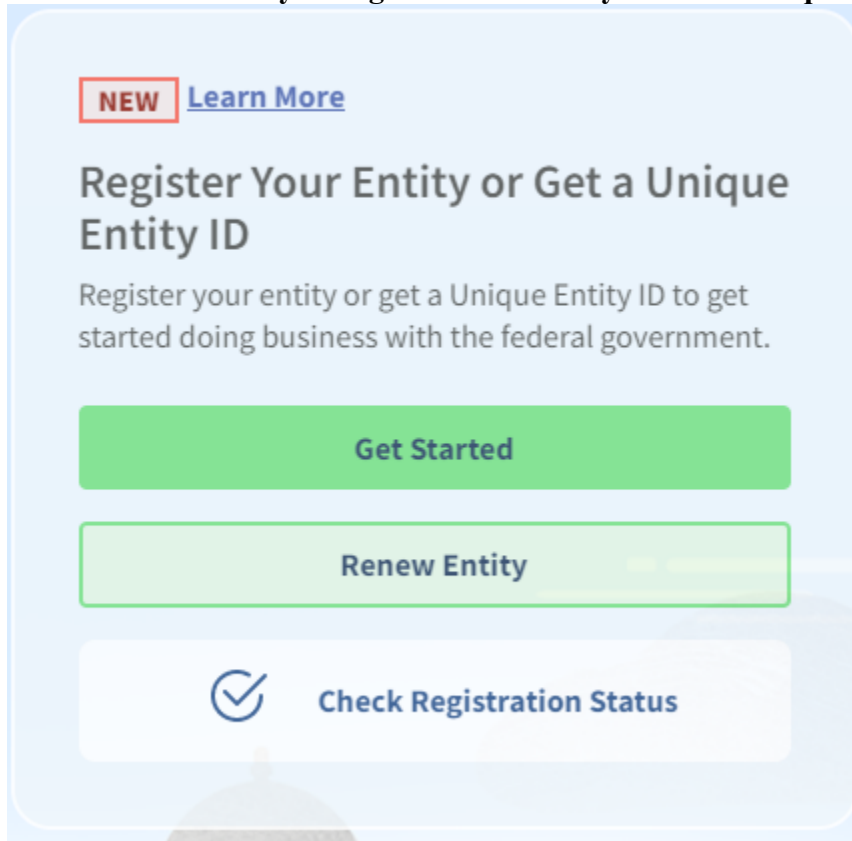 NEW Learn More
Register Your Entity or Get a Unique
Entity ID
Register your entity or get a Unique Entity ID to get
started doing business with the federal government.
Get Started
Renew Entity
Check Registration Status